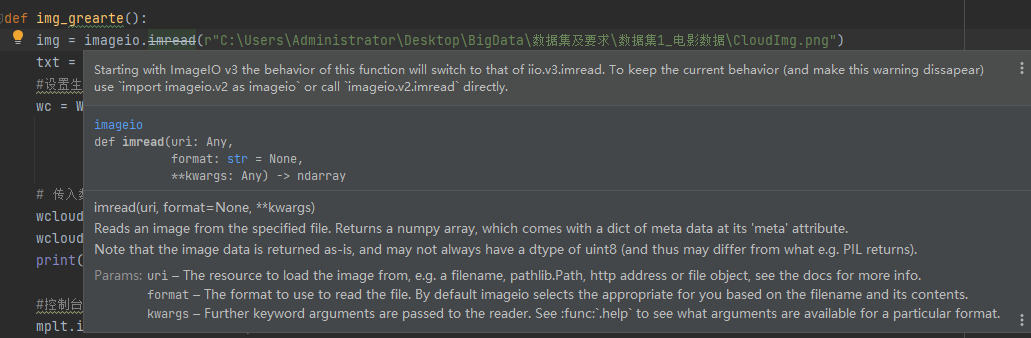 def img_grearte():
img = imageio.imread(r"C:\Users\Administrator\Desktop\BigData\数据集及要求\数据集1_电影数据\CloudImg.png")
txt =
#设置生
wc = W
# 传入
wcloud
wcloud
print(
#控制台
mplt.i
Starting with ImageIO v3 the behavior of this function will switch to that of iio.v3.imread. To keep the current behavior (and make this warning dissapear)
use `import imageio.v2 as imageio` or call `imageio.v2.imread` directly.
imageio
def imread(uri: Any,
format: str = None,
**kwargs: Any) -> ndarray
imread(uri, format=None, **kwargs)
Reads an image from the specified file. Returns a numpy array, which comes with a dict of meta data at its 'meta' attribute.
Note that the image data is returned as-is, and may not always have a dtype of uint8 (and thus may differ from what e.g. PIL returns).
Params: uri – The resource to load the image from, e.g. a filename, pathlib.Path, http address or file object, see the docs for more info.
format – The format to use to read the file. By default imageio selects the appropriate for you based on the filename and its contents.
kwargs – Further keyword arguments are passed to the reader. See :func:`.help` to see what arguments are available for a particular format.